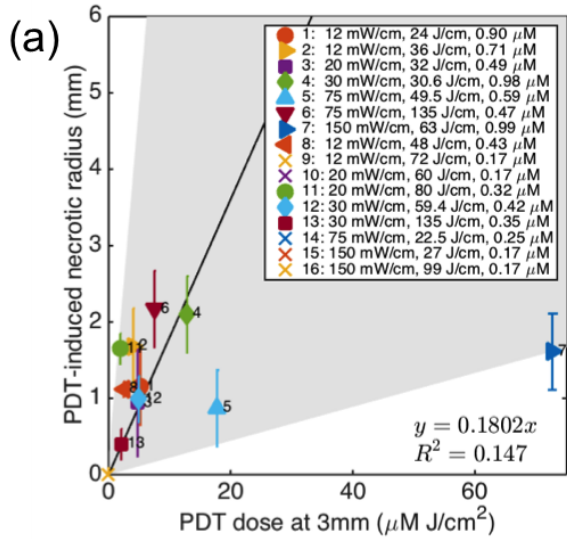 (a)
6
5
4
3
2
1
0
PDT-induced necrotic radius (mm)
1: 12 mW/cm, 24 J/cm, 0.90 μM
2: 12 mW/cm, 36 J/cm, 0.71 μM
3: 20 mW/cm, 32 J/cm, 0.49 μM
4: 30 mW/cm, 30.6 J/cm, 0.98 μM
5: 75 mW/cm, 49.5 J/cm, 0.59 μM
6: 75 mW/cm, 135 J/cm, 0.47 μM
7: 150 mW/cm, 63 J/cm, 0.99 μM
8: 12 mW/cm, 48 J/cm, 0.43 μM
9: 12 mW/cm, 72 J/cm, 0.17 μM
10: 20 mW/cm, 60 J/cm, 0.17 μM
11: 20 mW/cm, 80 J/cm, 0.32 μM
12: 30 mW/cm, 59.4 J/cm, 0.42 μM
13: 30 mW/cm, 135 J/cm, 0.35 μM
14: 75 mW/cm, 22.5 J/cm, 0.25 μM
15: 150 mW/cm, 27 J/cm, 0.17 μM
16: 150 mW/cm, 99 J/cm, 0.17 μM
6
4
11
2
7
8
1
3
12
5
13
y = 0.1802x
R² = 0.147
0
20
40
60
PDT dose at 3mm (μM J/cm²)